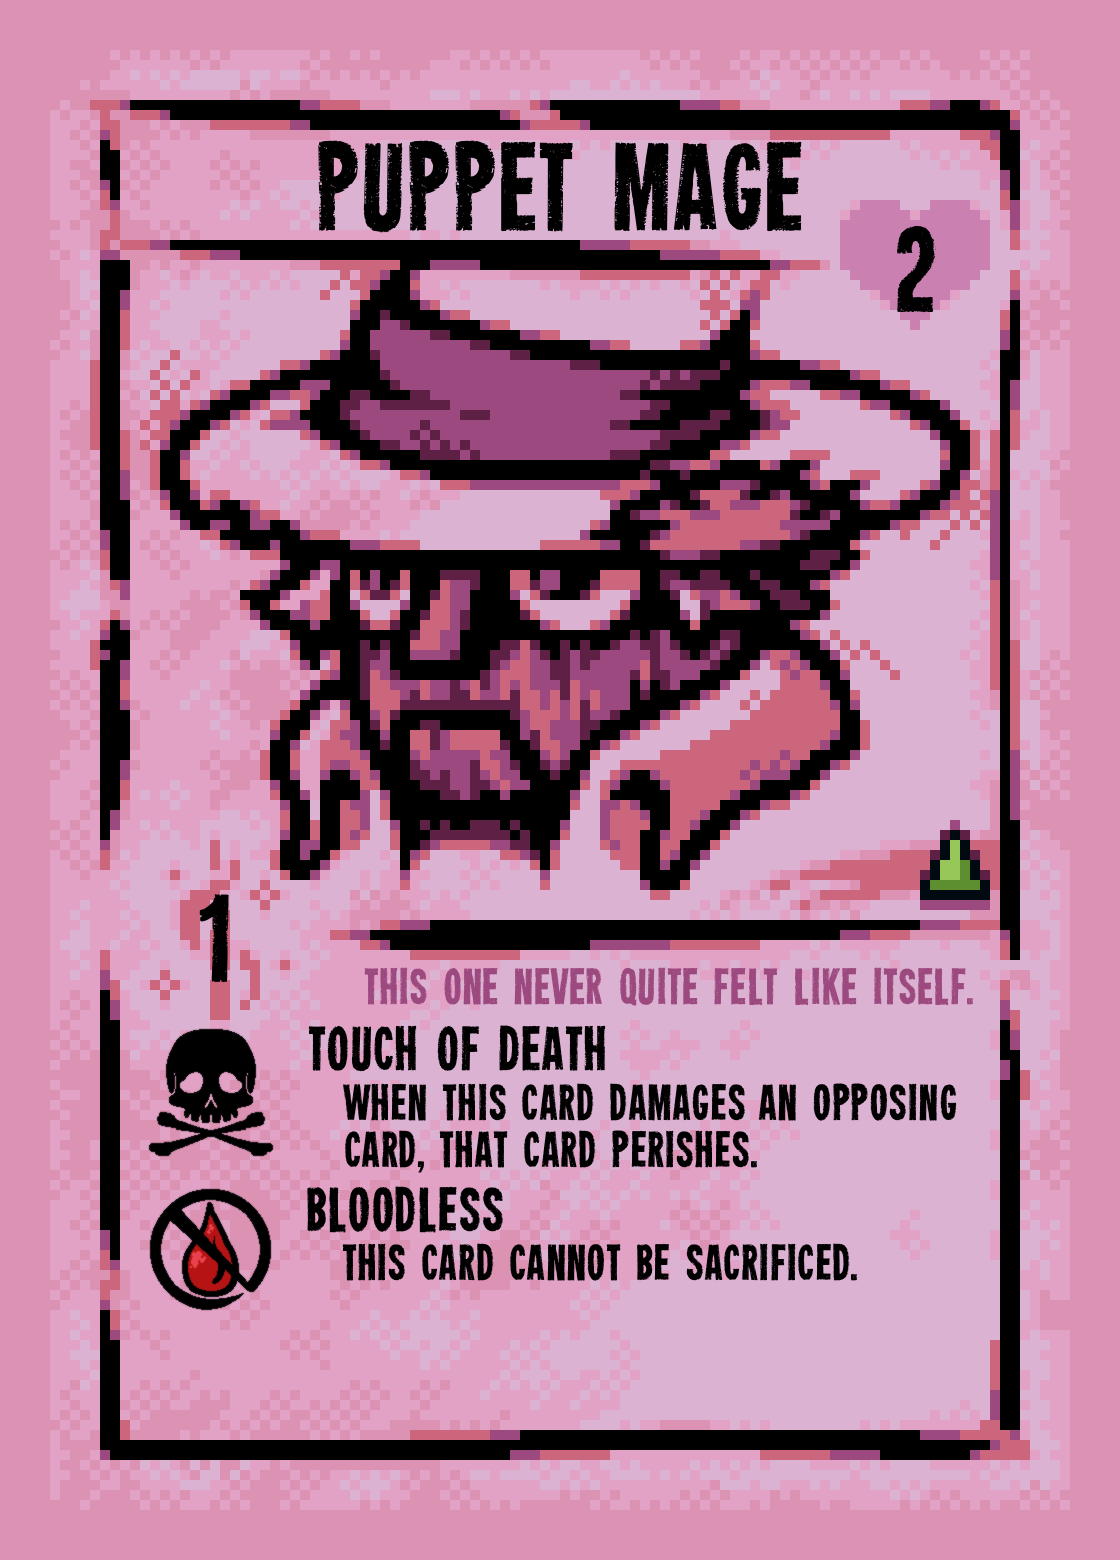 PUPPET MAGE
2
1
THIS ONE NEVER QUITE FELT LIKE ITSELF.
TOUCH OF DEATH
WHEN THIS CARD DAMAGES AN OPPOSING
CARD, THAT CARD PERISHES.
BLOODLESS
THIS CARD CANNOT BE SACRIFICED.